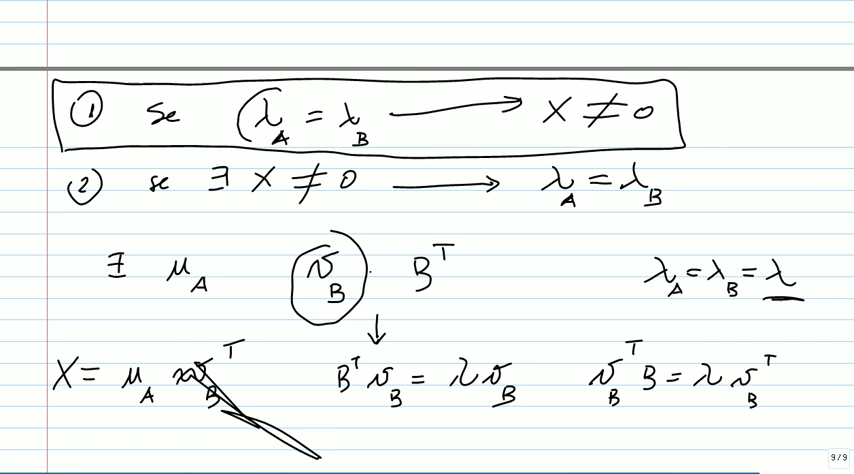 ① se (λ_A = λ_B ⟶ X ≠ 0
② se ∃ X ≠ 0 ⟶ λ_A = λ_B
∃ μ_A v_B B^T λ_A = λ_B = λ
↓
X = μ_A v_B^T B^T v_B = λ v_B v_B^T B = λ v_B^T
9 / 9